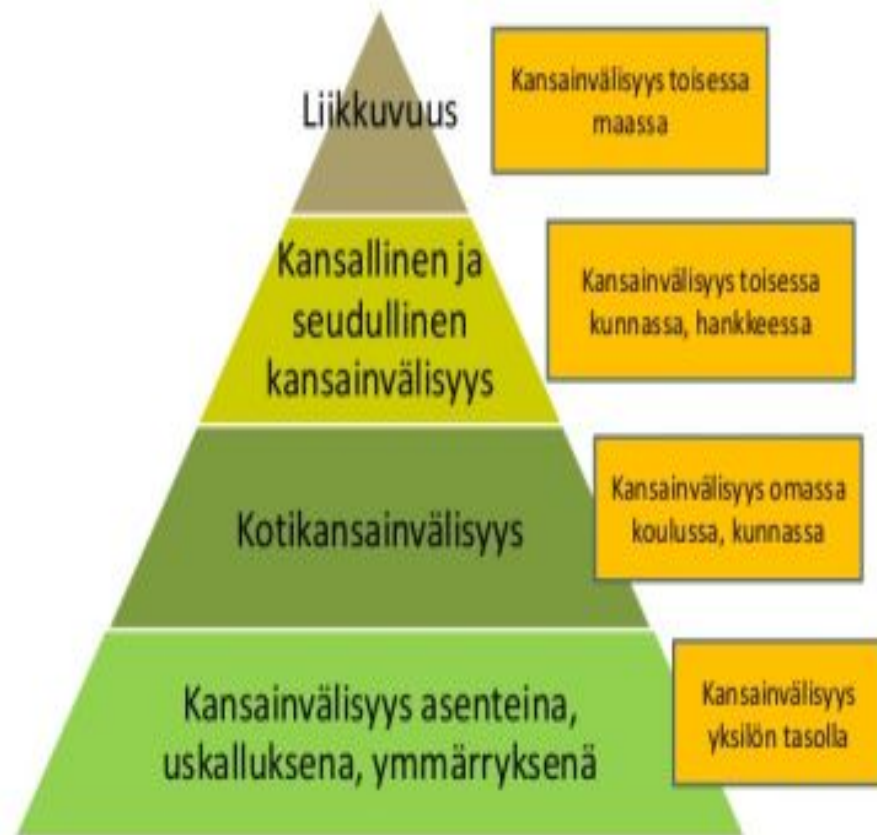 Liikkuvuus
Kansainvälisyys toisessa
maassa
Kansallinen ja
seudullinen
kansainvälisyys
Kansainvälisyys toisessa
kunnassa, hankkeessa
Kotikansainvälisyys
Kansainvälisyys omassa
koulussa, kunnassa
Kansainvälisyys asenteina,
uskalluksena, ymmärryksenä
Kansainvälisyys
yksilön tasolla